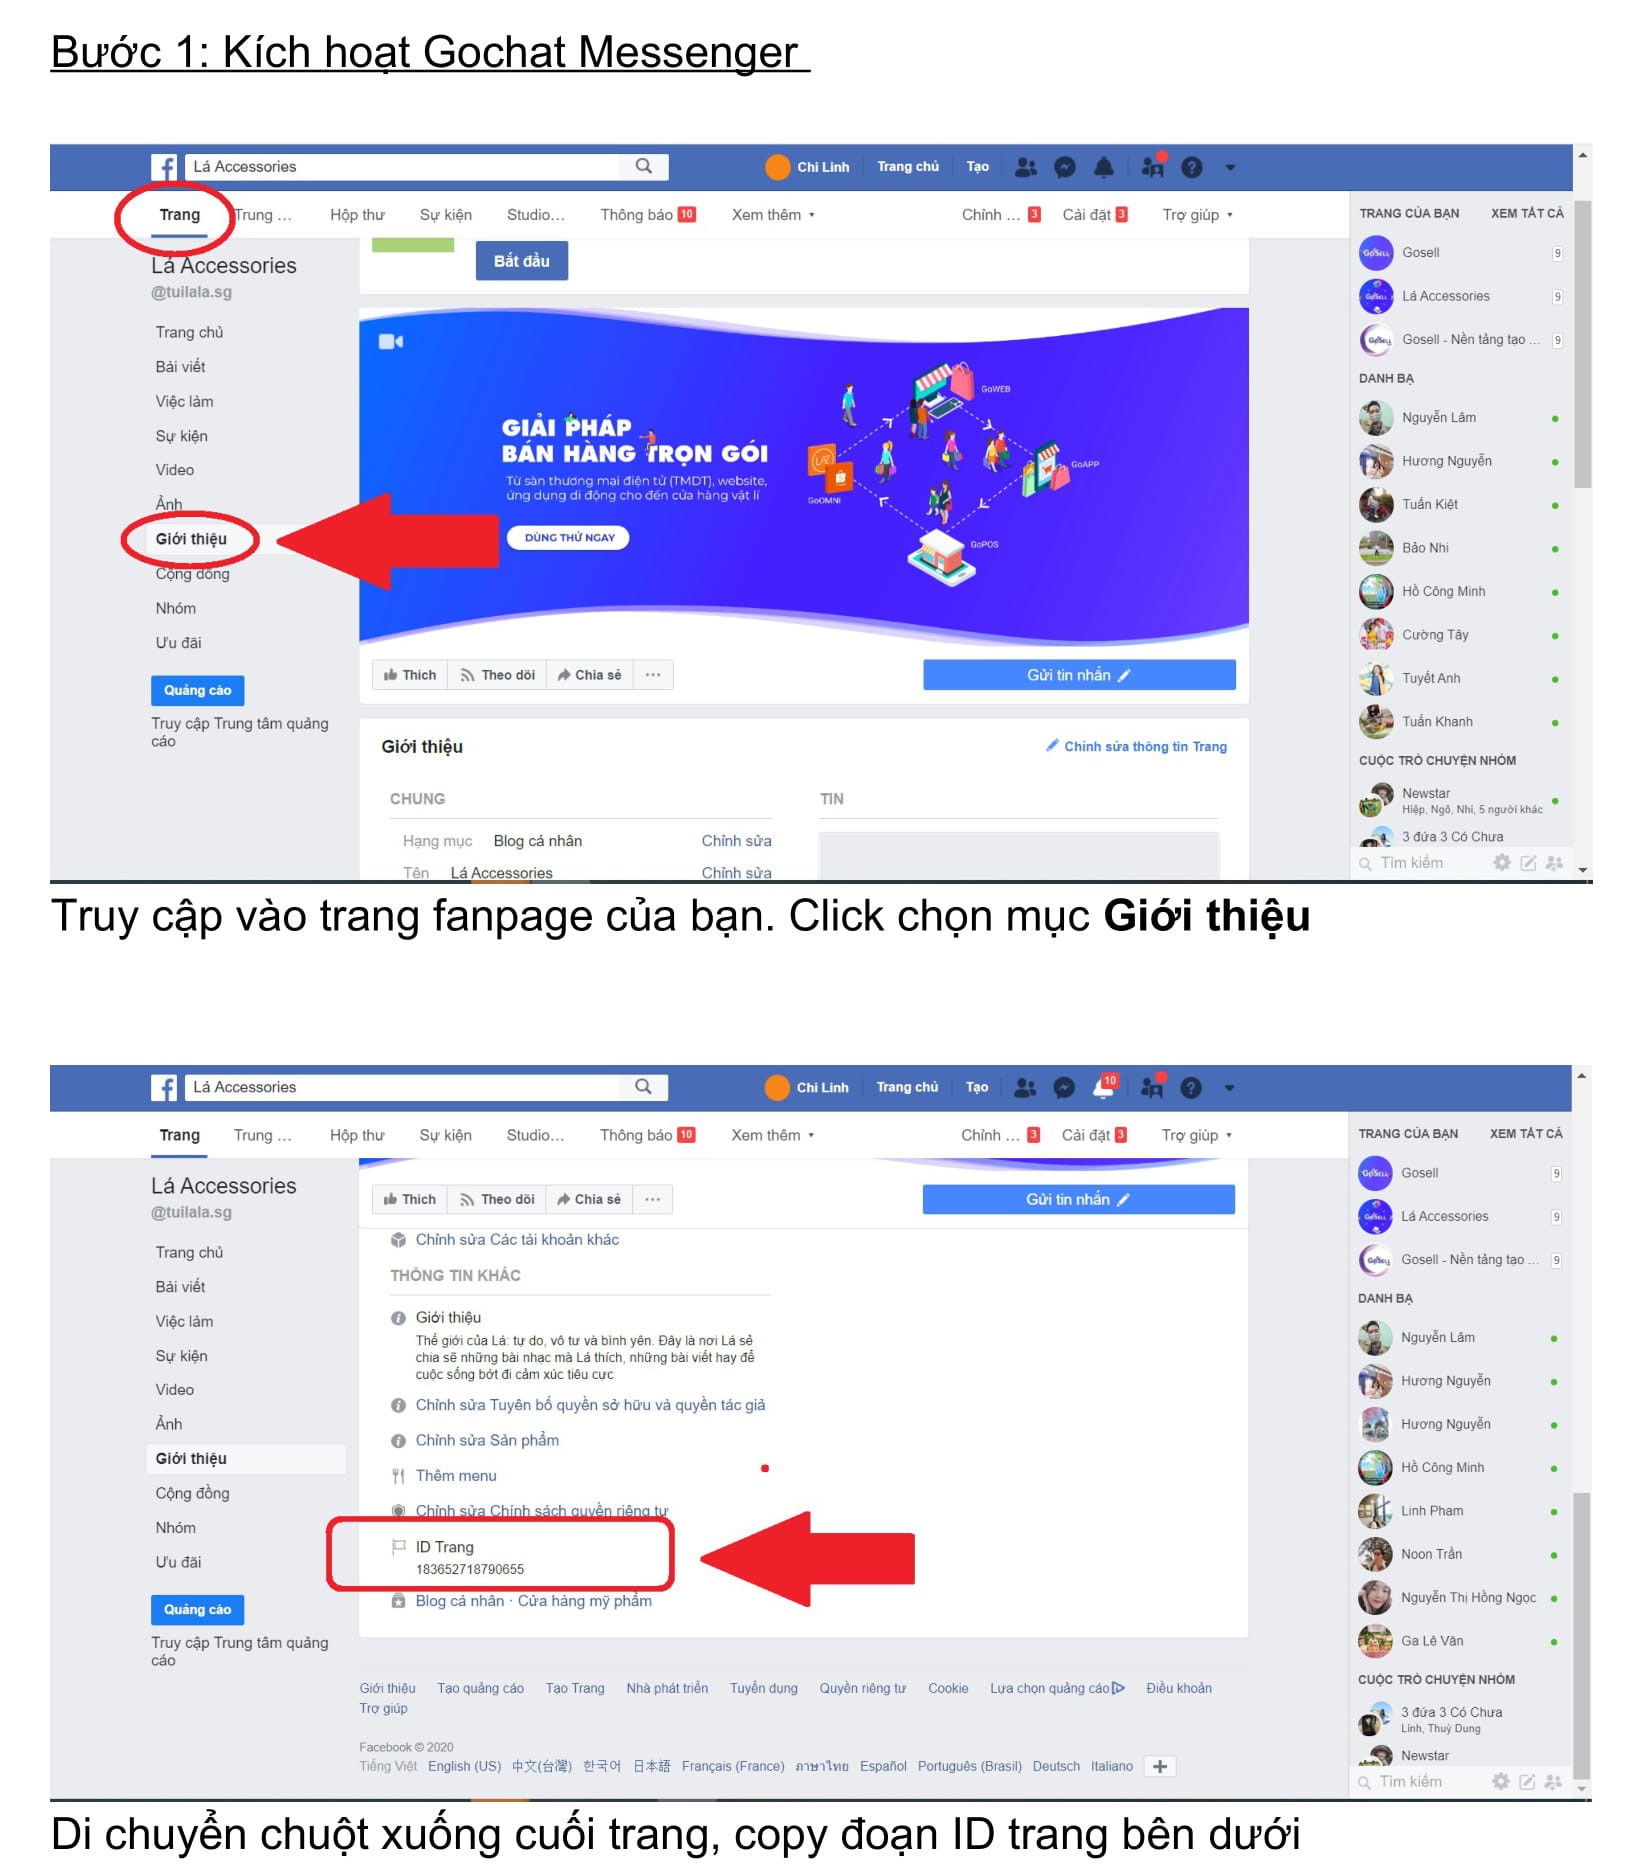 Bước 1: Kích hoạt Gochat Messenger
Lá Accessories
Chi Linh Trang chủ Tạo
Trang Trung ... Hộp thư Sự kiện Studio... Thông báo 10 Xem thêm Chỉnh ... 3 Cài đặt 3 Trợ giúp
Lá Accessories
@tuilala.sg
Trang chủ
Bài viết
Việc làm
Sự kiện
Video
Ảnh
Giới thiệu
Cộng đồng
Nhóm
Ưu đãi
Quảng cáo
Truy cập Trung tâm quảng
cáo
Bắt đầu
GIẢI PHÁP
BÁN HÀNG TRỌN GÓI
Từ sàn thương mại điện tử (TMDT), website,
ứng dụng di động cho đến cửa hàng vật lí
DÙNG THỬ NGAY
GoWEB
GoAPP
GoOMNI
GoPOS
Thích Theo dõi Chia sẻ ... Gửi tin nhắn
Giới thiệu Chỉnh sửa thông tin Trang
CHUNG TIN
Hạng mục Blog cá nhân Chỉnh sửa
Tên Lá Accessories Chỉnh sửa
TRANG CỦA BẠN XEM TẤT CẢ
Gosell 9
Lá Accessories 9
Gosell - Nền tảng tạo ... 9
DANH BẠ
Nguyễn Lâm
Hương Nguyễn
Tuấn Kiệt
Bảo Nhi
Hồ Công Minh
Cường Tây
Tuyết Anh
Tuấn Khanh
CUỘC TRÒ CHUYỆN NHÓM
Newstar
Hiệp, Ngô, Nhi, 5 người khác
3 đứa 3 Có Chưa
Tìm kiếm
Truy cập vào trang fanpage của bạn. Click chọn mục Giới thiệu
Lá Accessories
Chi Linh Trang chủ Tạo 10
Trang Trung ... Hộp thư Sự kiện Studio... Thông báo 10 Xem thêm Chỉnh ... 3 Cài đặt 3 Trợ giúp
Lá Accessories
@tuilala.sg
Trang chủ
Bài viết
Việc làm
Sự kiện
Video
Ảnh
Giới thiệu
Cộng đồng
Nhóm
Ưu đãi
Quảng cáo
Truy cập Trung tâm quảng
cáo
Thích Theo dõi Chia sẻ ... Gửi tin nhắn
Chỉnh sửa Các tài khoản khác
THÔNG TIN KHÁC
Giới thiệu
Thế giới của Lá: tự do, vô tư và bình yên. Đây là nơi Lá sẻ
chia sẽ những bài nhạc mà Lá thích, những bài viết hay để
cuộc sống bớt đi cảm xúc tiêu cực
Chỉnh sửa Tuyên bố quyền sở hữu và quyền tác giả
Chỉnh sửa Sản phẩm
Thêm menu
Chỉnh sửa Chính sách quyền riêng tư
ID Trang
183652718790655
Blog cá nhân · Cửa hàng mỹ phẩm
Giới thiệu Tạo quảng cáo Tạo Trang Nhà phát triển Tuyển dụng Quyền riêng tư Cookie Lựa chọn quảng cáo Điều khoản
Trợ giúp
Facebook © 2020
Tiếng Việt English (US) 中文(台灣) 한국어 日本語 Français (France) ภาษาไทย Español Português (Brasil) Deutsch Italiano
TRANG CỦA BẠN XEM TẤT CẢ
Gosell 9
Lá Accessories 9
Gosell - Nền tảng tạo ... 9
DANH BẠ
Nguyễn Lâm
Hương Nguyễn
Hương Nguyễn
Hồ Công Minh
Linh Pham
Noon Trần
Nguyễn Thị Hồng Ngọc
Ga Lê Văn
CUỘC TRÒ CHUYỆN NHÓM
3 đứa 3 Có Chưa
Linh, Thuỳ Dung
Newstar
Tìm kiếm
Di chuyển chuột xuống cuối trang, copy đoạn ID trang bên dưới